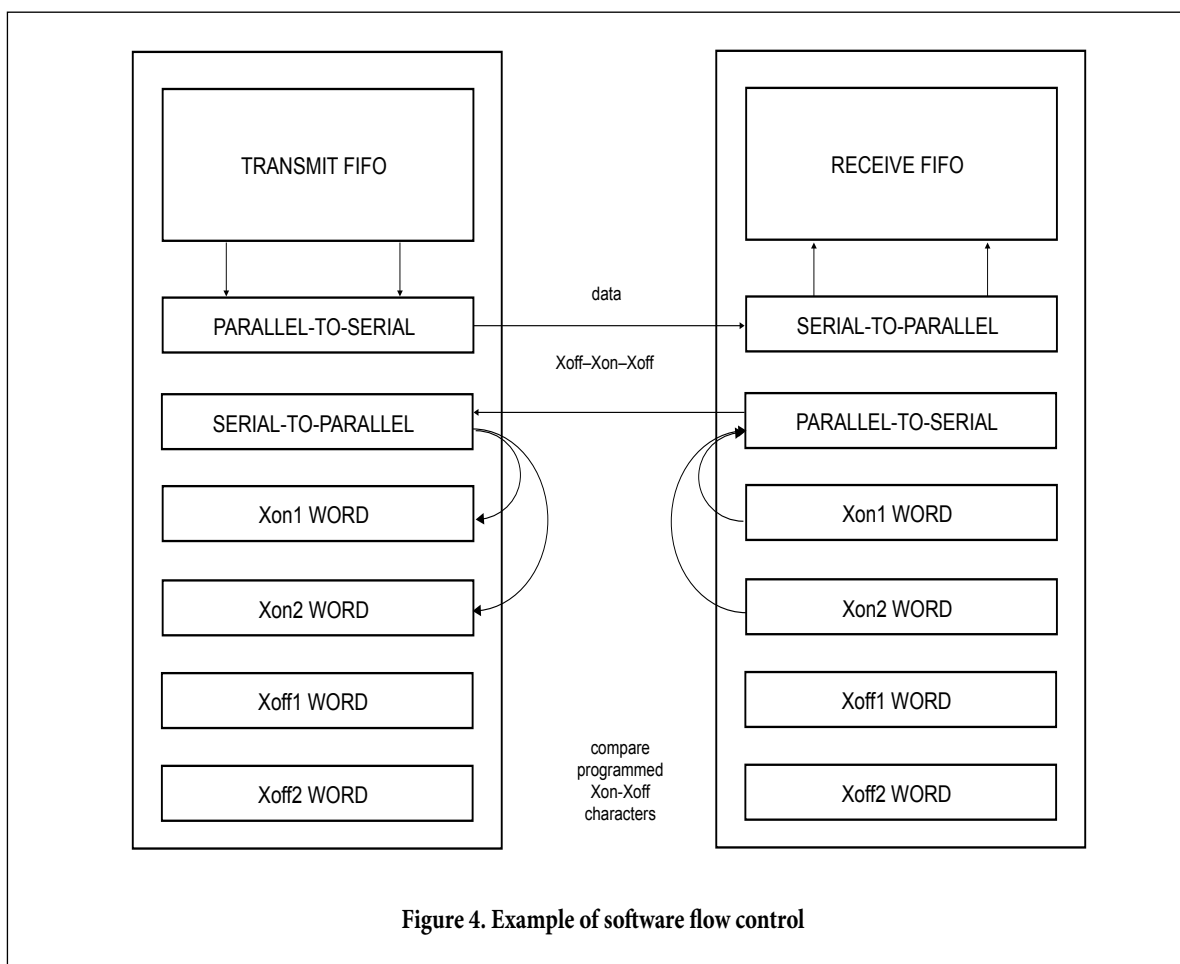 TRANSMIT FIFO
RECEIVE FIFO
data
PARALLEL-TO-SERIAL
SERIAL-TO-PARALLEL
Xoff–Xon–Xoff
SERIAL-TO-PARALLEL
PARALLEL-TO-SERIAL
Xon1 WORD
Xon1 WORD
Xon2 WORD
Xon2 WORD
Xoff1 WORD
Xoff1 WORD
compare
programmed
Xon-Xoff
characters
Xoff2 WORD
Xoff2 WORD
Figure 4. Example of software flow control